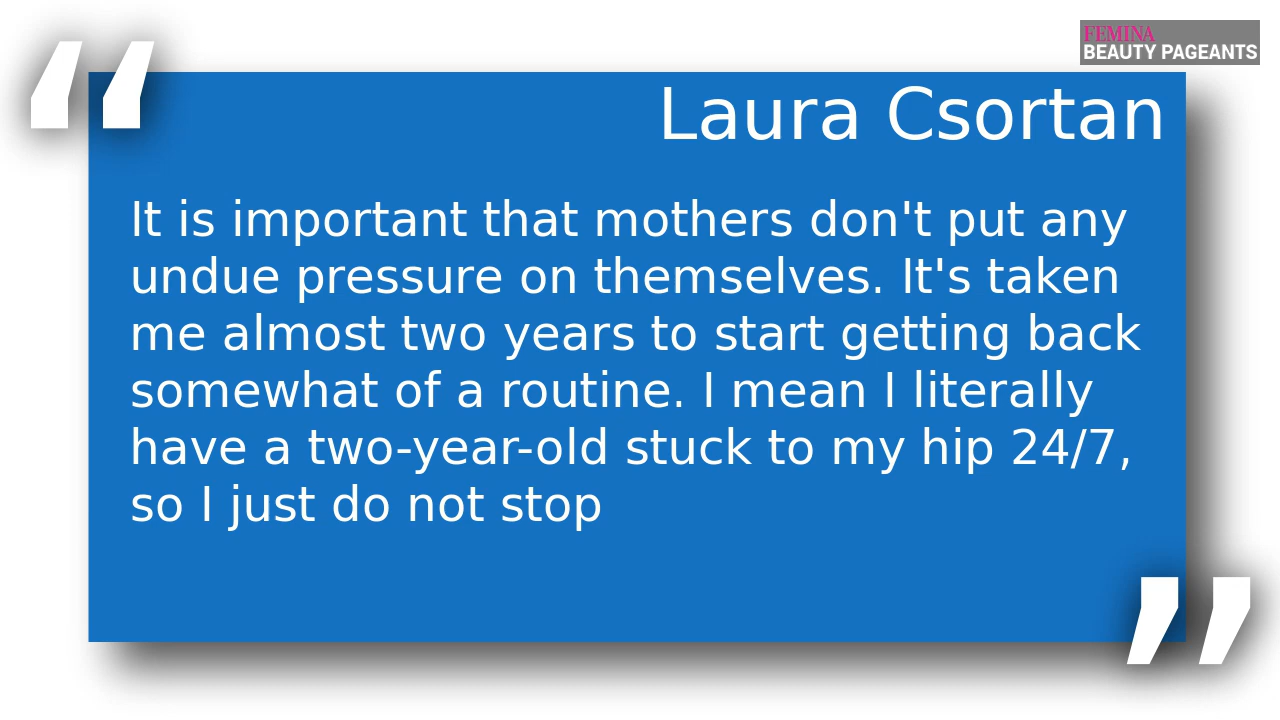 FEMINA
BEAUTY PAGEANTS
“
Laura Csortan
It is important that mothers don't put any
undue pressure on themselves. It's taken
me almost two years to start getting back
somewhat of a routine. I mean I literally
have a two-year-old stuck to my hip 24/7,
so I just do not stop
”